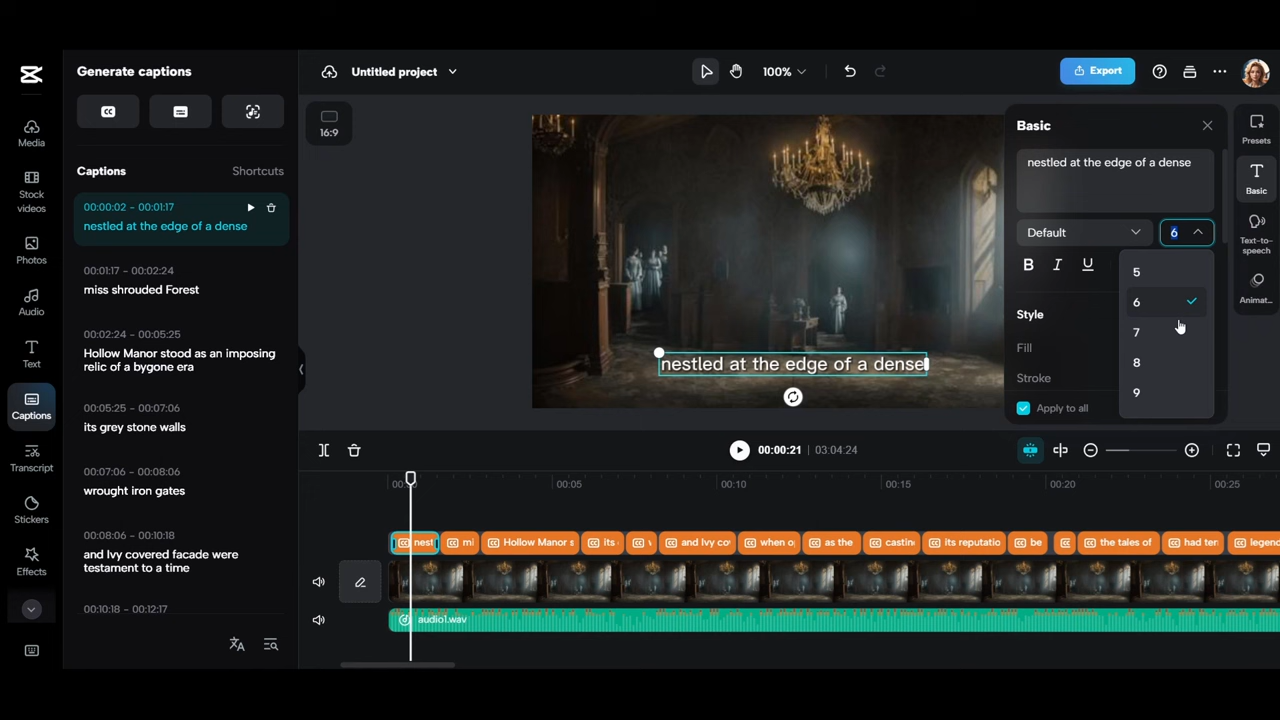 Generate captions
Untitled project
100%
Export
Media
Stock
videos
Photos
Audio
Text
Captions
Transcript
Stickers
Effects
Captions
Shortcuts
00:00:02 – 00:01:17
nestled at the edge of a dense
00:01:17 – 00:02:24
miss shrouded Forest
00:02:24 – 00:05:25
Hollow Manor stood as an imposing
relic of a bygone era
00:05:25 – 00:07:06
its grey stone walls
00:07:06 – 00:08:06
wrought iron gates
00:08:06 – 00:10:18
and Ivy covered facade were
testament to a time
00:10:18 – 00:12:17
16:9
nestled at the edge of a dense
Basic
nestled at the edge of a dense
Default
6
B I U
5
6
7
8
9
Style
Fill
Stroke
Apply to all
Presets
Basic
Text-to-
speech
Animat...
00:00:21 | 03:04:24
00:05
00:10
00:15
00:20
00:25
nest
mi
Hollow Manor s
its
and Ivy co
when o
as the
castin
its reputatio
be
the tales of
had ter
legend
audio1.wav